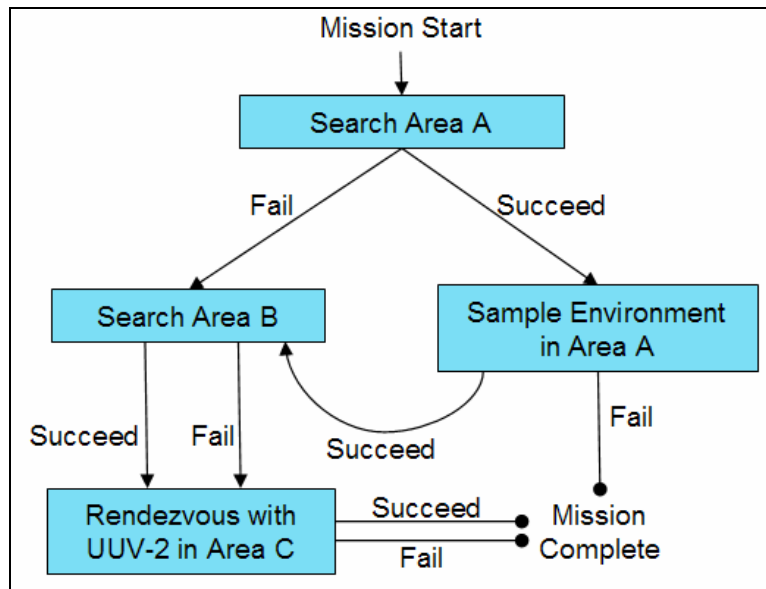 Mission Start
Search Area A
Fail
Succeed
Search Area B
Sample Environment
in Area A
Succeed
Fail
Succeed
Fail
Rendezvous with
UUV-2 in Area C
Succeed
Fail
Mission
Complete